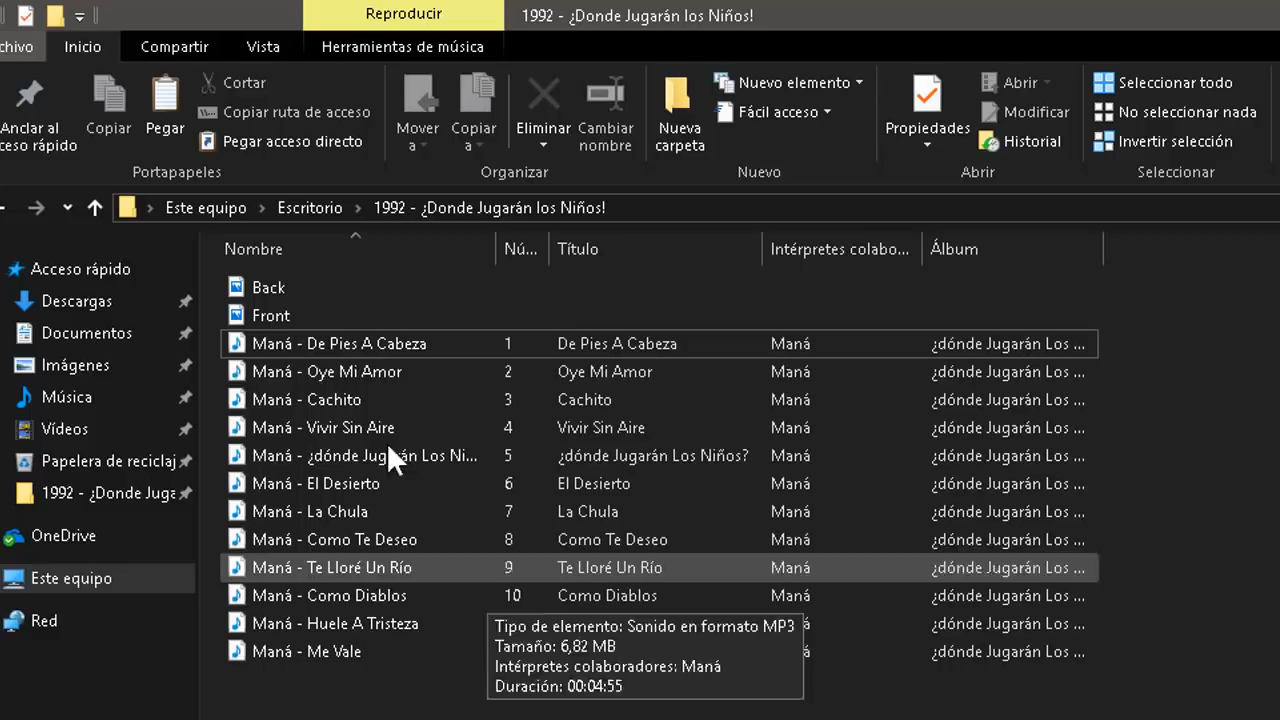 Reproducir
1992 - ¿Donde Jugarán los Niños!
chivo
Inicio
Compartir
Vista
Herramientas de música
Anclar al
ceso rápido
Copiar
Pegar
Cortar
Copiar ruta de acceso
Pegar acceso directo
Portapapeles
Mover
a
Copiar
a
Eliminar
Cambiar
nombre
Organizar
Nueva
carpeta
Nuevo elemento
Fácil acceso
Nuevo
Propiedades
Abrir
Modificar
Historial
Abrir
Seleccionar todo
No seleccionar nada
Invertir selección
Seleccionar
Este equipo > Escritorio > 1992 - ¿Donde Jugarán los Niños!
Acceso rápido
Descargas
Documentos
Imágenes
Música
Vídeos
Papelera de reciclaj
1992 - ¿Donde Juga
OneDrive
Este equipo
Red
Nombre Nú... Título Intérpretes colabo... Álbum
Back
Front
Maná - De Pies A Cabeza 1 De Pies A Cabeza Maná ¿dónde Jugarán Los ...
Maná - Oye Mi Amor 2 Oye Mi Amor Maná ¿dónde Jugarán Los ...
Maná - Cachito 3 Cachito Maná ¿dónde Jugarán Los ...
Maná - Vivir Sin Aire 4 Vivir Sin Aire Maná ¿dónde Jugarán Los ...
Maná - ¿dónde Jugarán Los Ni... 5 ¿dónde Jugarán Los Niños? Maná ¿dónde Jugarán Los ...
Maná - El Desierto 6 El Desierto Maná ¿dónde Jugarán Los ...
Maná - La Chula 7 La Chula Maná ¿dónde Jugarán Los ...
Maná - Como Te Deseo 8 Como Te Deseo Maná ¿dónde Jugarán Los ...
Maná - Te Lloré Un Río 9 Te Lloré Un Río Maná ¿dónde Jugarán Los ...
Maná - Como Diablos 10 Como Diablos Maná ¿dónde Jugarán Los ...
Maná - Huele A Tristeza ¿dónde Jugarán Los ...
Maná - Me Vale ¿dónde Jugarán Los ...
Tipo de elemento: Sonido en formato MP3
Tamaño: 6,82 MB
Intérpretes colaboradores: Maná
Duración: 00:04:55